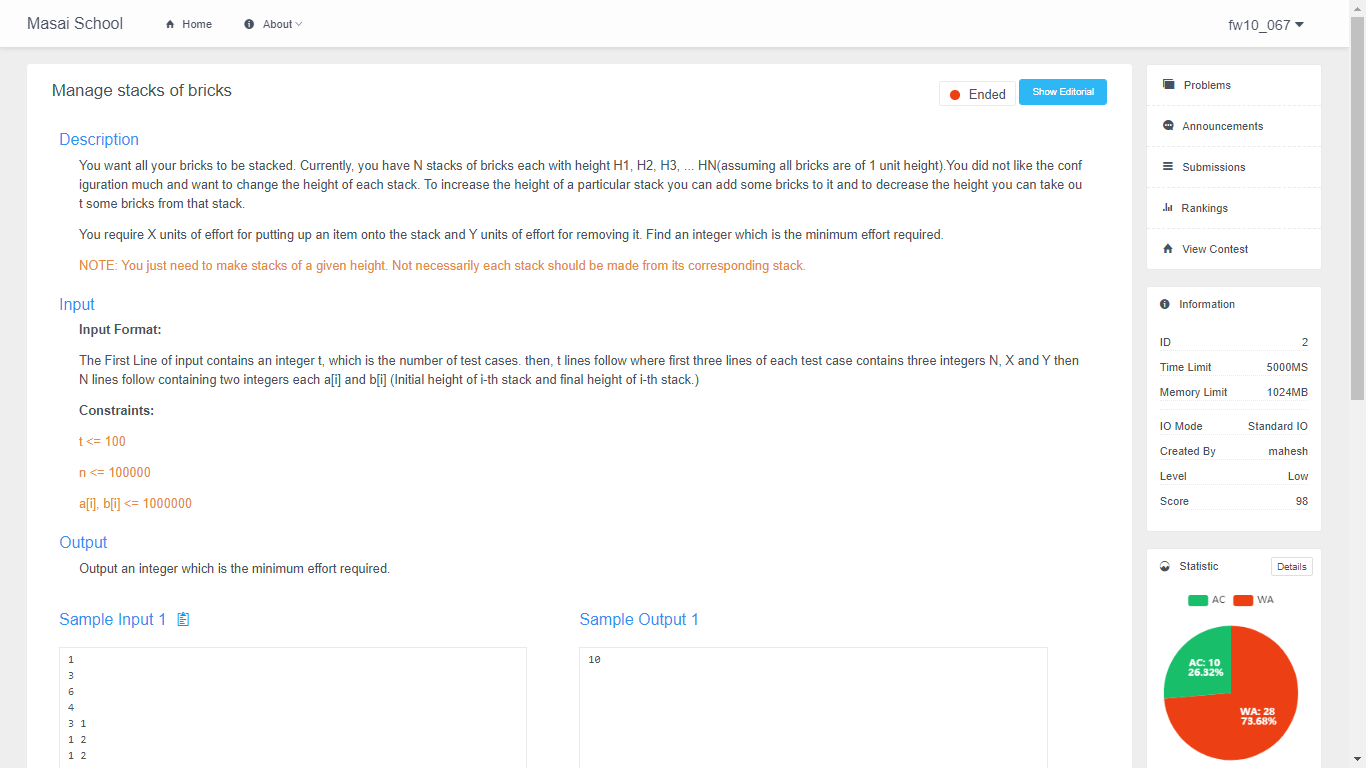 Masai School
Home
About
fw10_067
Manage stacks of bricks
Ended
Show Editorial
Description
You want all your bricks to be stacked. Currently, you have N stacks of bricks each with height H1, H2, H3, ... HN(assuming all bricks are of 1 unit height).You did not like the conf
iguration much and want to change the height of each stack. To increase the height of a particular stack you can add some bricks to it and to decrease the height you can take ou
t some bricks from that stack.
You require X units of effort for putting up an item onto the stack and Y units of effort for removing it. Find an integer which is the minimum effort required.
NOTE: You just need to make stacks of a given height. Not necessarily each stack should be made from its corresponding stack.
Input
Input Format:
The First Line of input contains an integer t, which is the number of test cases. then, t lines follow where first three lines of each test case contains three integers N, X and Y then
N lines follow containing two integers each a[i] and b[i] (Initial height of i-th stack and final height of i-th stack.)
Constraints:
t <= 100
n <= 100000
a[i], b[i] <= 1000000
Output
Output an integer which is the minimum effort required.
Sample Input 1
1
3
6
4
3 1
1 2
1 2
Sample Output 1
10
Problems
Announcements
Submissions
Rankings
View Contest
Information
ID 2
Time Limit 5000MS
Memory Limit 1024MB
IO Mode Standard IO
Created By mahesh
Level Low
Score 98
Statistic
Details
AC WA
AC: 10
26.32%
WA: 28
73.68%